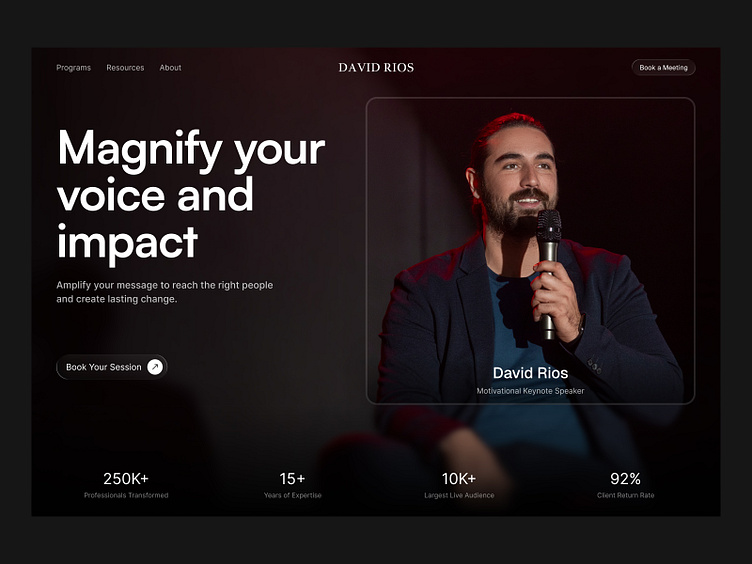 Programs Resources About DAVID RIOS Book a Meeting
Magnify your
voice and
impact
Amplify your message to reach the right people
and create lasting change.
Book Your Session
David Rios
Motivational Keynote Speaker
250K+ 15+ 10K+ 92%
Professionals Transformed Years of Expertise Largest Live Audience Client Return Rate